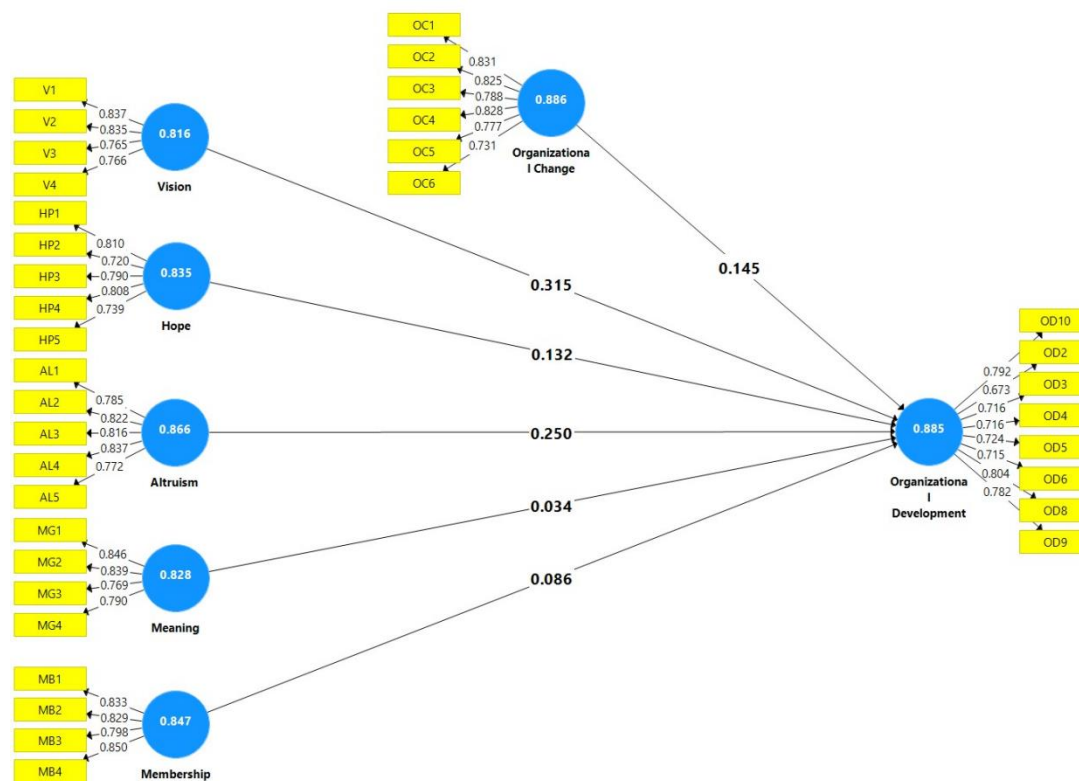 OC1
OC2
OC3
OC4
OC5
OC6
0.831
0.825
0.788
0.828
0.777
0.731
0.886
Organizationa
l Change
V1
V2
V3
V4
0.837
0.835
0.765
0.766
0.816
Vision
HP1
HP2
HP3
HP4
HP5
0.810
0.720
0.790
0.808
0.739
0.835
Hope
AL1
AL2
AL3
AL4
AL5
0.785
0.822
0.816
0.837
0.772
0.866
Altruism
MG1
MG2
MG3
MG4
0.846
0.839
0.769
0.790
0.828
Meaning
MB1
MB2
MB3
MB4
0.833
0.829
0.798
0.850
0.847
Membership
0.145
0.315
0.132
0.250
0.034
0.086
0.885
Organizationa
l
Development
0.792
0.673
0.716
0.716
0.724
0.715
0.804
0.782
OD10
OD2
OD3
OD4
OD5
OD6
OD8
OD9